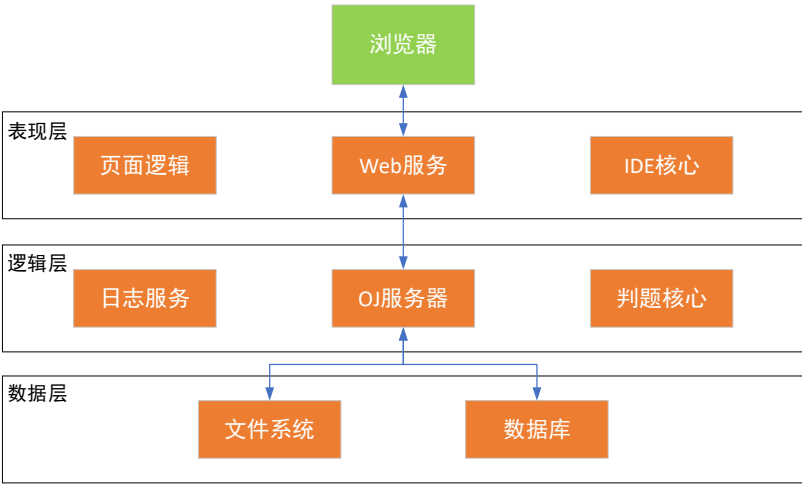 浏览器
表现层
页面逻辑
Web服务
IDE核心
逻辑层
日志服务
OJ服务器
判题核心
数据层
文件系统
数据库